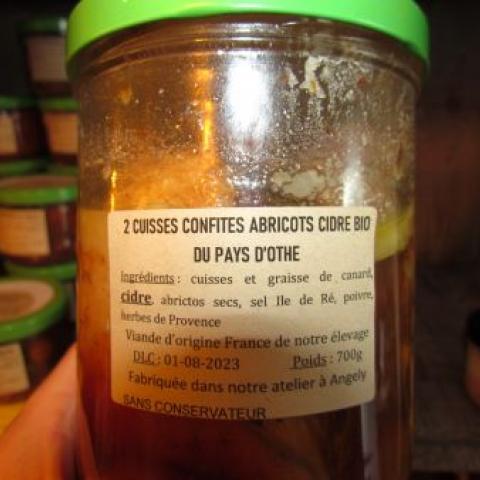 2 CUISSES CONFITES ABRICOTS CIDRE BIO
DU PAYS D'OTHE
Ingrédients : cuisses et graisse de canard,
cidre, abrictos secs, sel Ile de Ré, poivre,
herbes de Provence
Viande d'origine France de notre élevage
DLC : 01-08-2023 Poids : 700g
Fabriquée dans notre atelier à Angely
SANS CONSERVATEUR